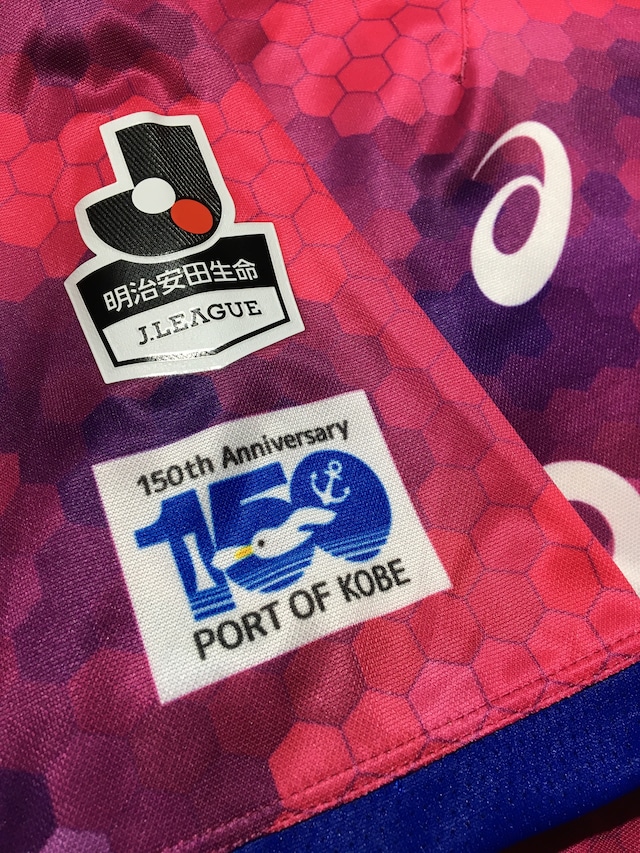 明治安田生命
J.LEAGUE
150th Anniversary
150
PORT OF KOBE